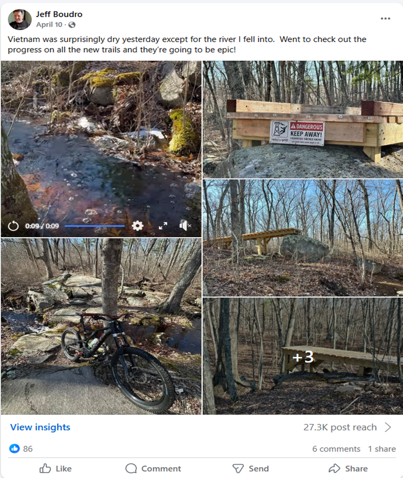 Jeff Boudro
April 10 ·
Vietnam was surprisingly dry yesterday except for the river I fell into. Went to check out the
progress on all the new trails and they're going to be epic!
DANGEROUS
KEEP AWAY!
0:09 / 0:09
+3
View insights
27.3K post reach
86
6 comments 1 share
Like
Comment
Send
Share